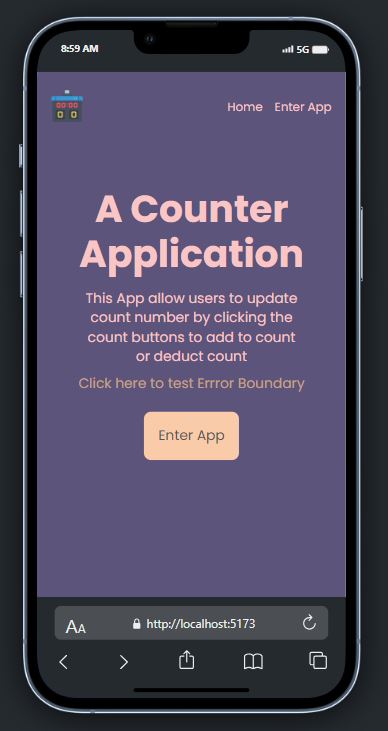 8:59 AM 5G
00:00
0 0
Home Enter App
A Counter
Application
This App allow users to update
count number by clicking the
count buttons to add to count
or deduct count
Click here to test Errror Boundary
Enter App
AA http://localhost:5173